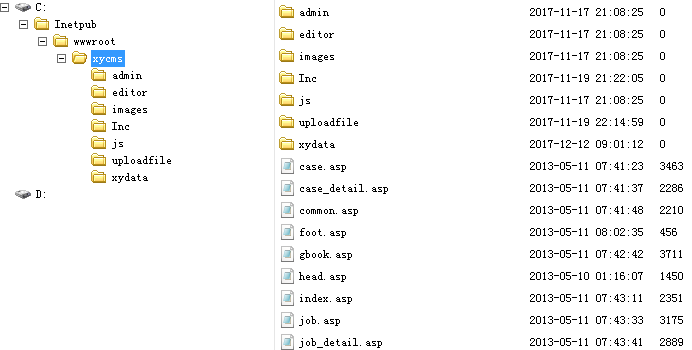 C:
Inetpub
wwwroot
xycms
admin
editor
images
Inc
js
uploadfile
xydata
D:
admin 2017-11-17 21:08:25 0
editor 2017-11-17 21:08:25 0
images 2017-11-17 21:08:25 0
Inc 2017-11-19 21:22:05 0
js 2017-11-17 21:08:25 0
uploadfile 2017-11-19 22:14:59 0
xydata 2017-12-12 09:01:12 0
case.asp 2013-05-11 07:41:23 3463
case_detail.asp 2013-05-11 07:41:37 2286
common.asp 2013-05-11 07:41:48 2210
foot.asp 2013-05-11 08:02:35 456
gbook.asp 2013-05-11 07:42:42 3711
head.asp 2013-05-10 01:16:07 1450
index.asp 2013-05-11 07:43:11 2351
job.asp 2013-05-11 07:43:33 3175
job_detail.asp 2013-05-11 07:43:41 2889